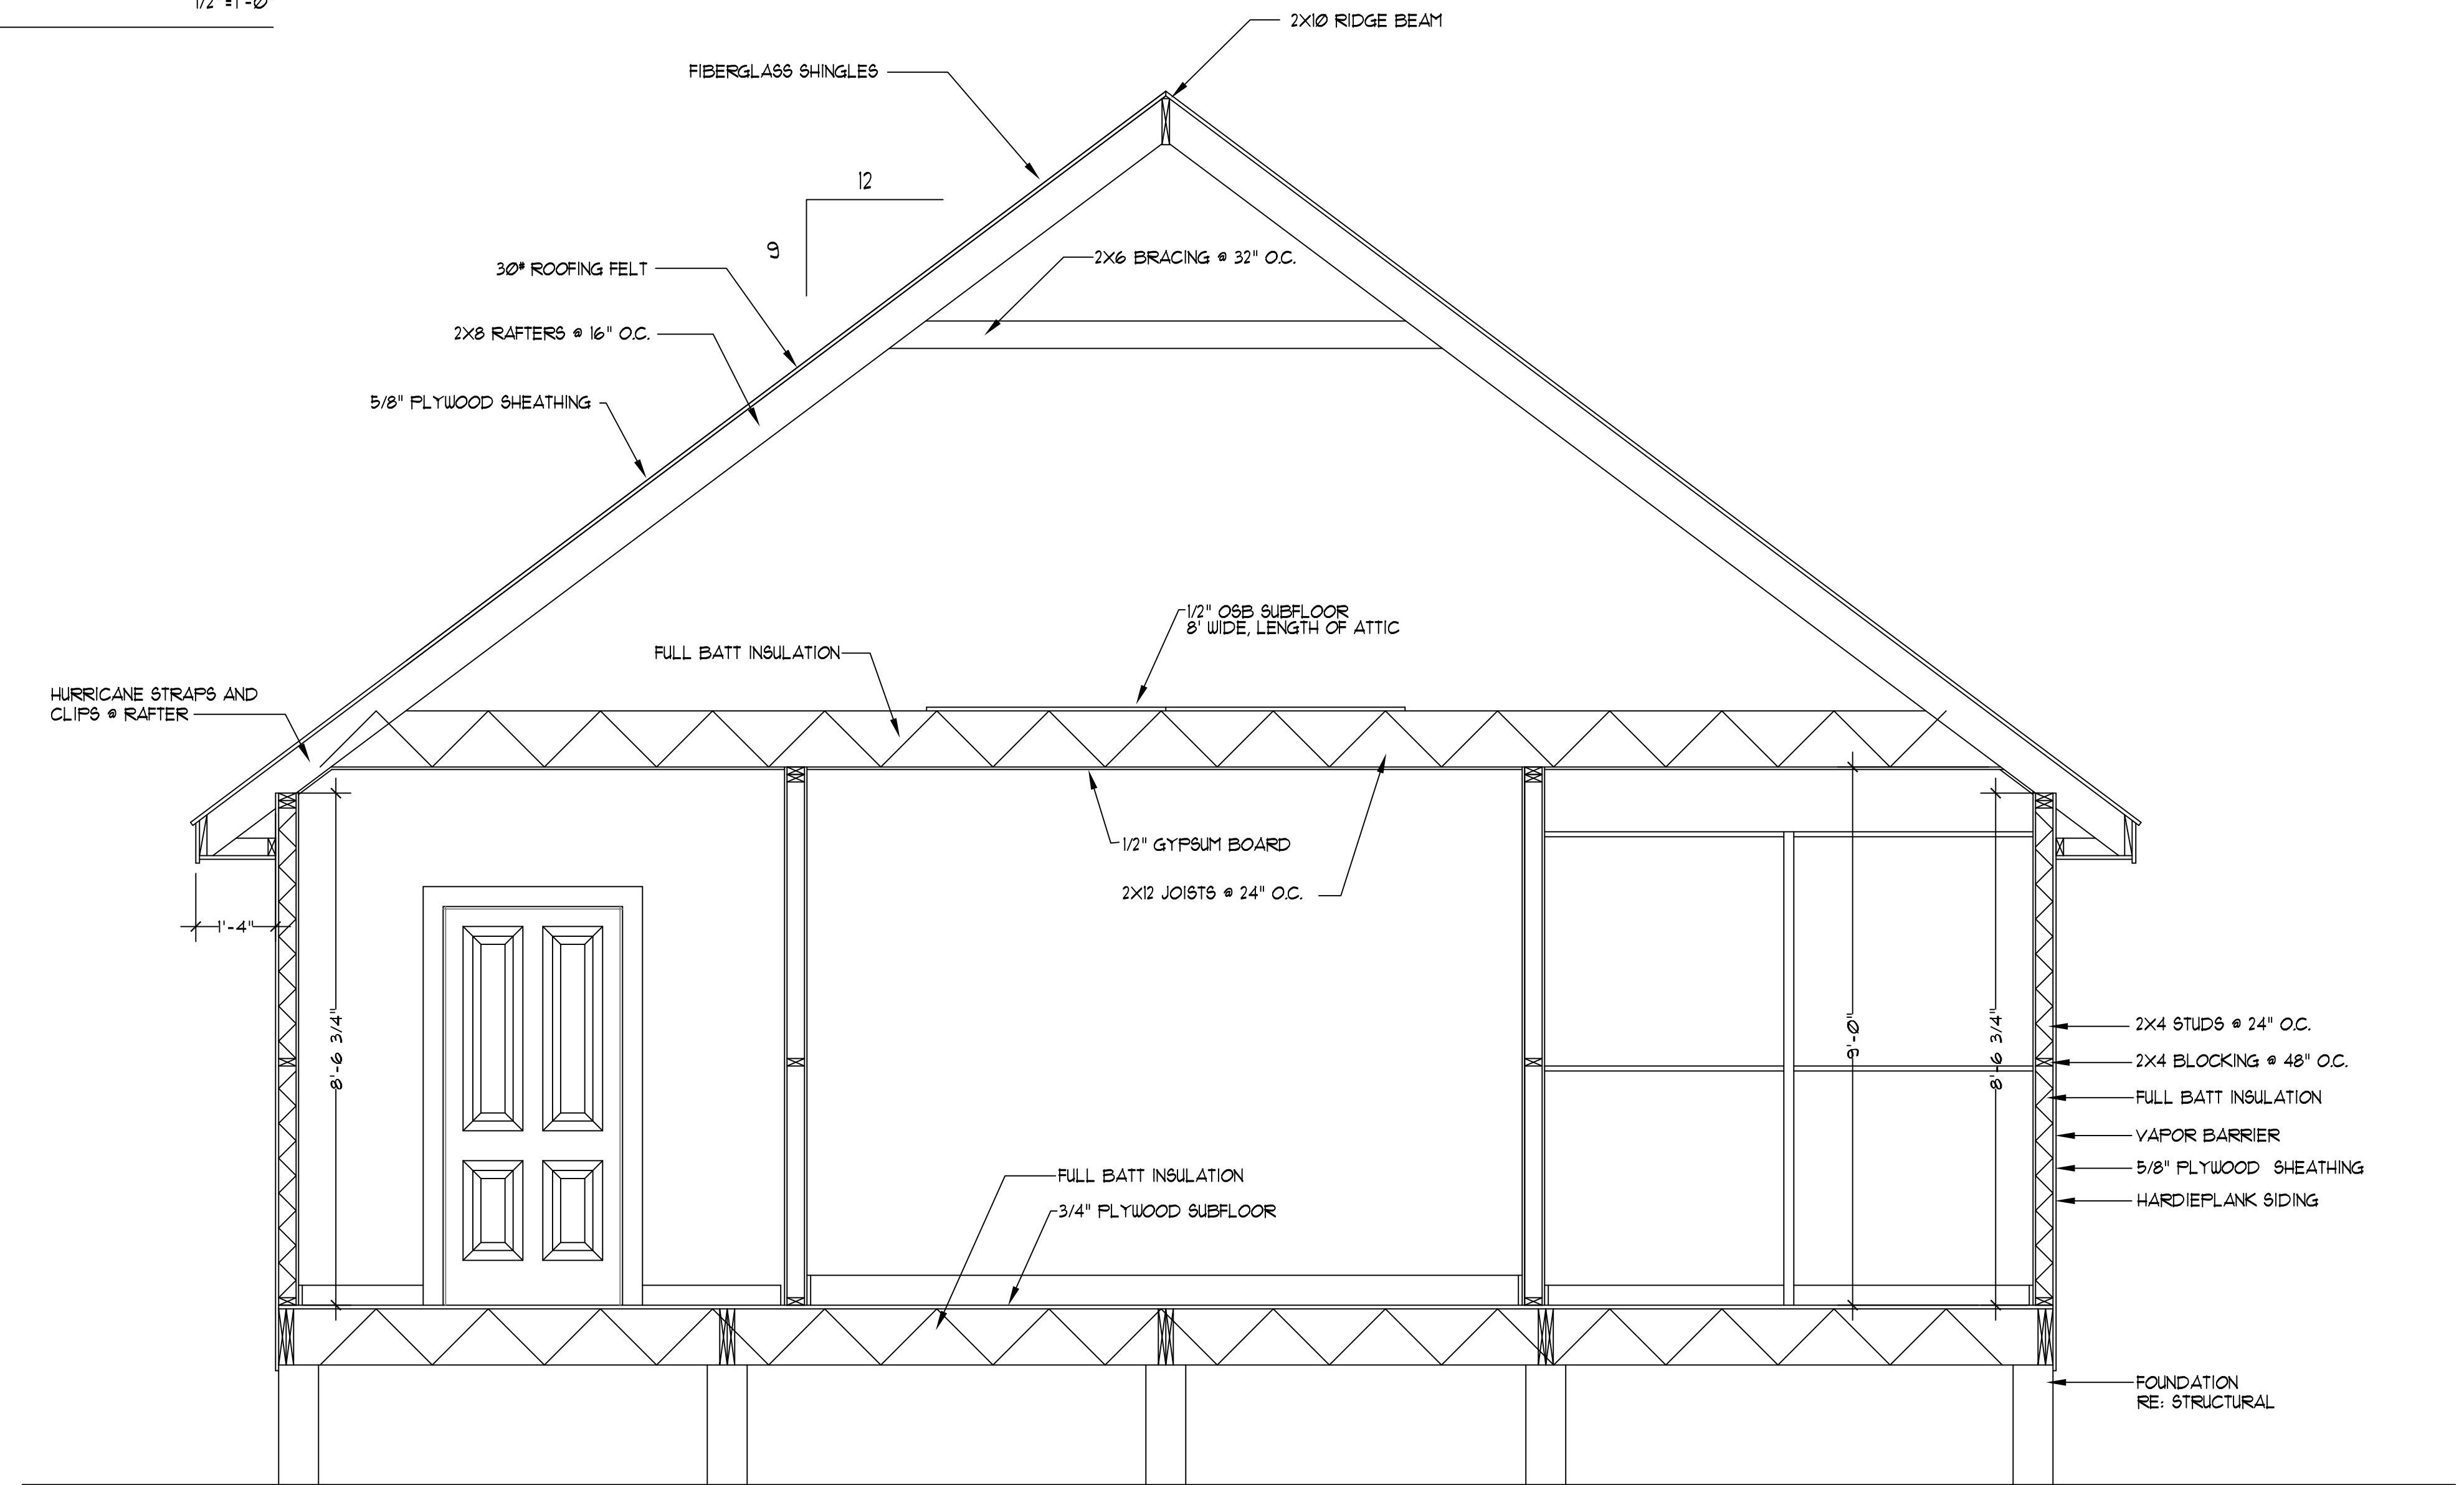 1/2"=1'-0
2X10 RIDGE BEAM
FIBERGLASS SHINGLES
12
9
2X6 BRACING @ 32" O.C.
30# ROOFING FELT
2X8 RAFTERS @ 16" O.C.
5/8" PLYWOOD SHEATHING
1/2" OSB SUBFLOOR
8' WIDE, LENGTH OF ATTIC
FULL BATT INSULATION
HURRICANE STRAPS AND
CLIPS @ RAFTER
1/2" GYPSUM BOARD
2X12 JOISTS @ 24" O.C.
1'-4"
8'-6 3/4"
9'-0"
8'-6 3/4"
2X4 STUDS @ 24" O.C.
2X4 BLOCKING @ 48" O.C.
FULL BATT INSULATION
VAPOR BARRIER
5/8" PLYWOOD SHEATHING
HARDIEPLANK SIDING
FULL BATT INSULATION
3/4" PLYWOOD SUBFLOOR
FOUNDATION
RE: STRUCTURAL